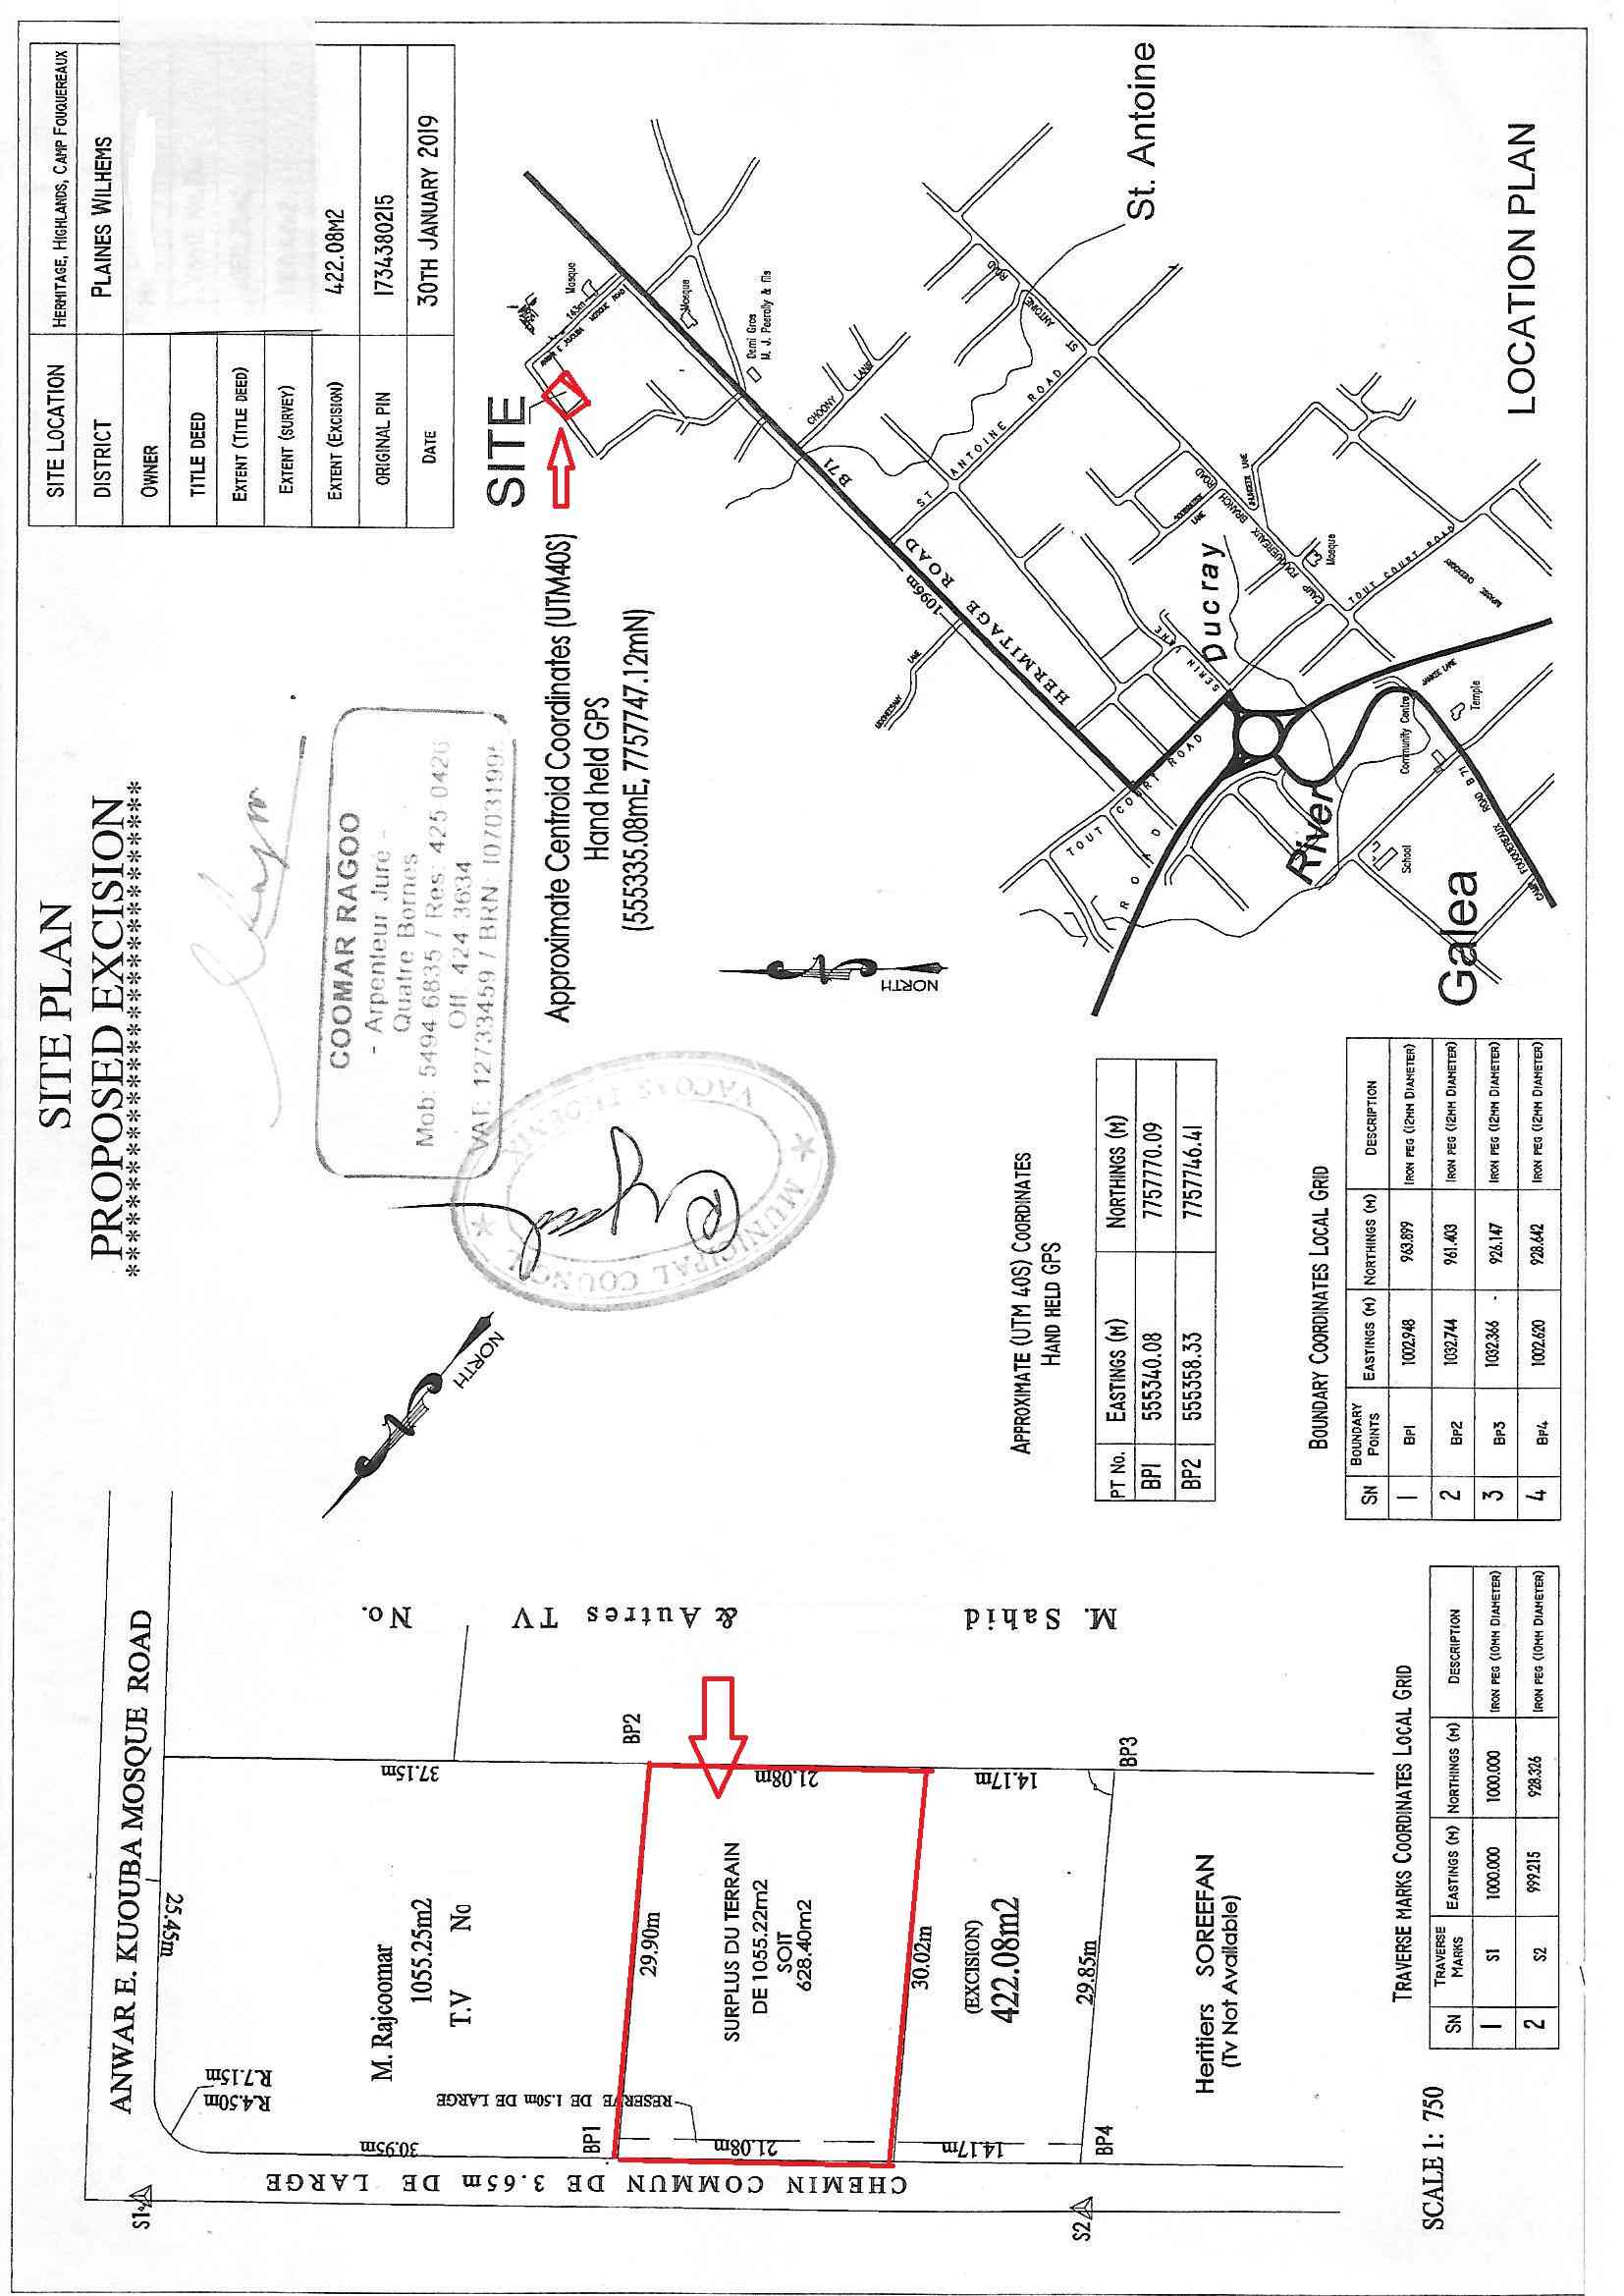 SITE PLAN
PROPOSED EXCISION
********************************
SITE LOCATION HERMITAGE, HIGHLANDS, CAMP FOUQUEREAUX
DISTRICT PLAINES WILHEMS
OWNER
TITLE DEED
EXTENT (TITLE DEED)
EXTENT (SURVEY)
EXTENT (EXCISION) 422.08M2
ORIGINAL PIN 1734380215
DATE 30TH JANUARY 2019
COOMAR RAGOO
- Arpenteur Juré -
Quatre Bornes
Mob: 5494 6835 / Res: 425 0426
Off: 424 3634
VAT: 12733459 / BRN: I07031995
★ MUNICIPAL COUNCIL ★
SITE
Approximate Centroid Coordinates (UTM40S)
Hand held GPS
(555335.08mE, 7757747.12mN)
NORTH
NORTH
ANWAR E. KUOUBA MOSQUE ROAD
25.45m
R.7.15m
R.4.50m
30.95m
37.15m
M. Rajcoomar
1055.25m2
T.V No
No.
& Autres TV
M. Sahid
BP1
BP2
29.90m
RESERVE DE 1.50m DE LARGE
21.08m
21.08m
SURPLUS DU TERRAIN
DE 1055.22m2
SOIT
628.40m2
30.02m
(EXCISION)
422.08m2
14.17m
14.17m
29.85m
BP3
BP4
Heritiers SOREEFAN
(Tv Not Available)
CHEMIN COMMUN DE 3.65m DE LARGE
S1
S2
SCALE 1: 750
APPROXIMATE (UTM 40S) COORDINATES
HAND HELD GPS
PT No. EASTINGS (M) NORTHINGS (M)
BP1 555340.08 7757770.09
BP2 555358.33 7757746.41
BOUNDARY COORDINATES LOCAL GRID
SN BOUNDARY POINTS EASTINGS (M) NORTHINGS (M) DESCRIPTION
1 BP1 1002.948 963.899 IRON PEG (12MM DIAMETER)
2 BP2 1032.744 961.403 IRON PEG (12MM DIAMETER)
3 BP3 1032.366 926.147 IRON PEG (12MM DIAMETER)
4 BP4 1002.620 928.642 IRON PEG (12MM DIAMETER)
TRAVERSE MARKS COORDINATES LOCAL GRID
SN TRAVERSE MARKS EASTINGS (M) NORTHINGS (M) DESCRIPTION
1 S1 1000.000 1000.000 IRON PEG (10MM DIAMETER)
2 S2 999.215 928.326 IRON PEG (10MM DIAMETER)
Mosque
143m
Mosque
Demi Gros
M. J. Peerally & fils
CHOONY LANE
B71
HERMITAGE ROAD
1096m
ST ANTOINE ROAD
ST ANTOINE ROAD
St. Antoine
CAMP FOUQUEREAUX BRANCH ROAD
LANE
Mosque
TOUT COURT ROAD
SERIN LANE
Ducray
TOUT COURT ROAD
ROAD
River
Galea
School
Community Centre
Temple
JANKEE LANE
CAMP FOUQUEREAUX ROAD B 71
LOCATION PLAN